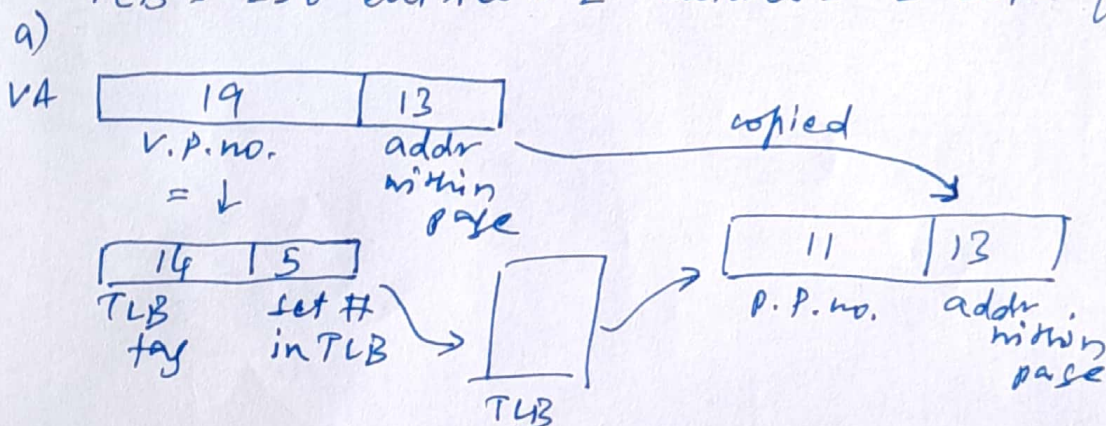 a)
VA 19 13
V.P.no. addr within page
copied
= ↓
14 5
TLB tag set # in TLB
TLB
11 13
P.P.no. addr within page